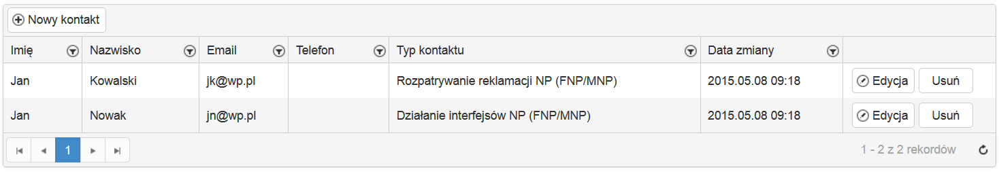 Nowy kontakt
Imię Nazwisko Email Telefon Typ kontaktu Data zmiany
Jan Kowalski jk@wp.pl Rozpatrywanie reklamacji NP (FNP/MNP) 2015.05.08 09:18 Edycja Usuń
Jan Nowak jn@wp.pl Działanie interfejsów NP (FNP/MNP) 2015.05.08 09:18 Edycja Usuń
1 1 - 2 z 2 rekordów